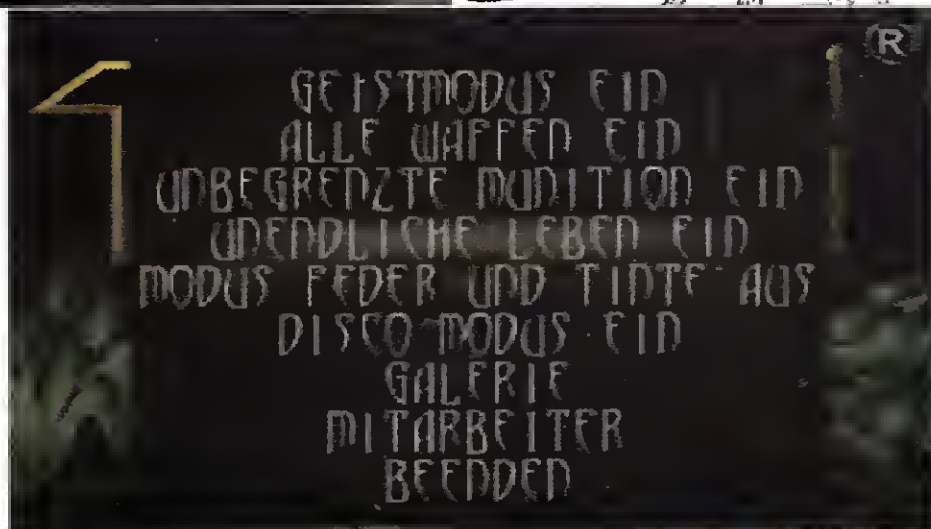 ®
GEISTMODUS EIN
ALLE WAFFEN EIN
UNBEGRENZTE MUNITION EIN
UNENDLICHE LEBEN EIN
MODUS FEDER UND TINTE AUS
DISCO-MODUS EIN
GALERIE
MITARBEITER
BEENDEN